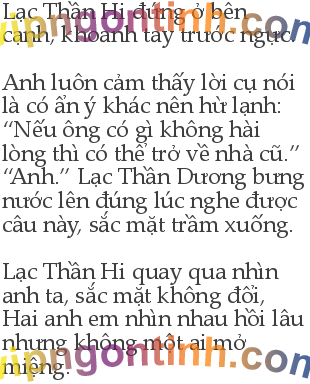 Lạc Thần Hi đứng ở bên
cạnh, khoanh tay trước ngực.
Anh luôn cảm thấy lời cụ nói
là có ẩn ý khác nên hừ lạnh:
“Nếu ông có gì không hài
lòng thì có thể trở về nhà cũ.”
“Anh.” Lạc Thần Dương bưng
nước lên đúng lúc nghe được
câu này, sắc mặt trầm xuống.
Lạc Thần Hi quay qua nhìn
anh ta, sắc mặt không đổi,
Hai anh em nhìn nhau hồi lâu
nhưng không một ai mở
miệng.